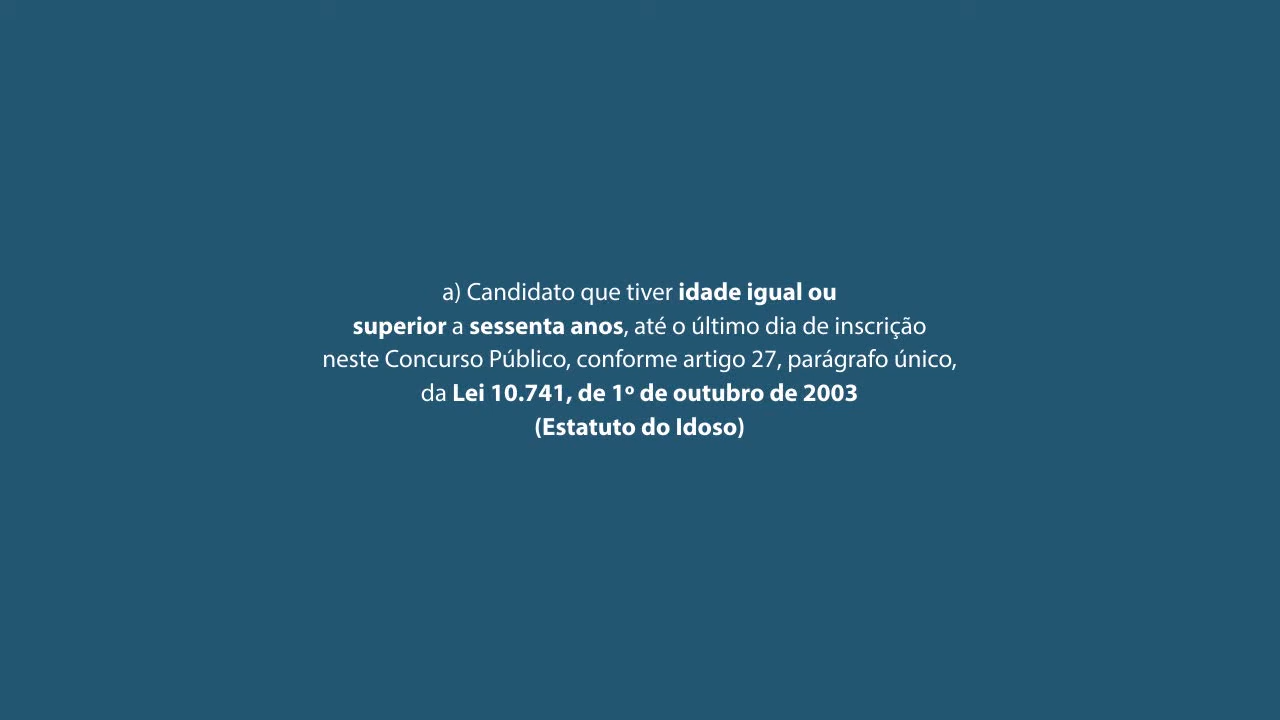 a) Candidato que tiver idade igual ou
superior a sessenta anos, até o último dia de inscrição
neste Concurso Público, conforme artigo 27, parágrafo único,
da Lei 10.741, de 1º de outubro de 2003
(Estatuto do Idoso)